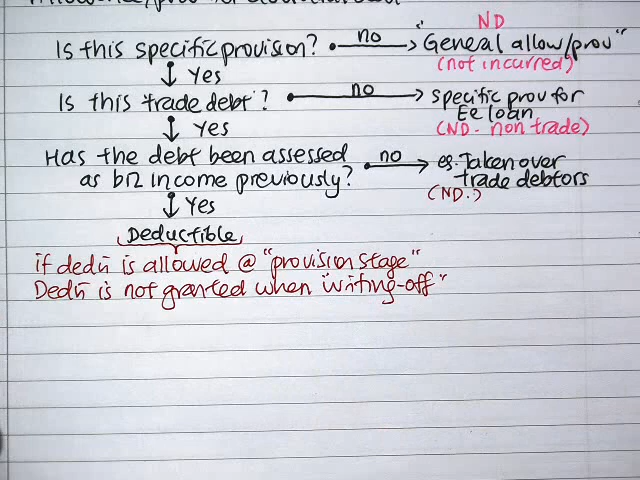 ND
Is this specific provision? no "General allow/prov"
(not incurred)
Yes
Is this trade debt? no specific prov for
Ee loan
Yes (ND - non trade)
Has the debt been assessed no eg. Taken over
as bn income previously? trade debtors
(ND.)
Yes
Deductible
if dedn is allowed @ "provision stage"
Dedn is not granted when "writing-off"